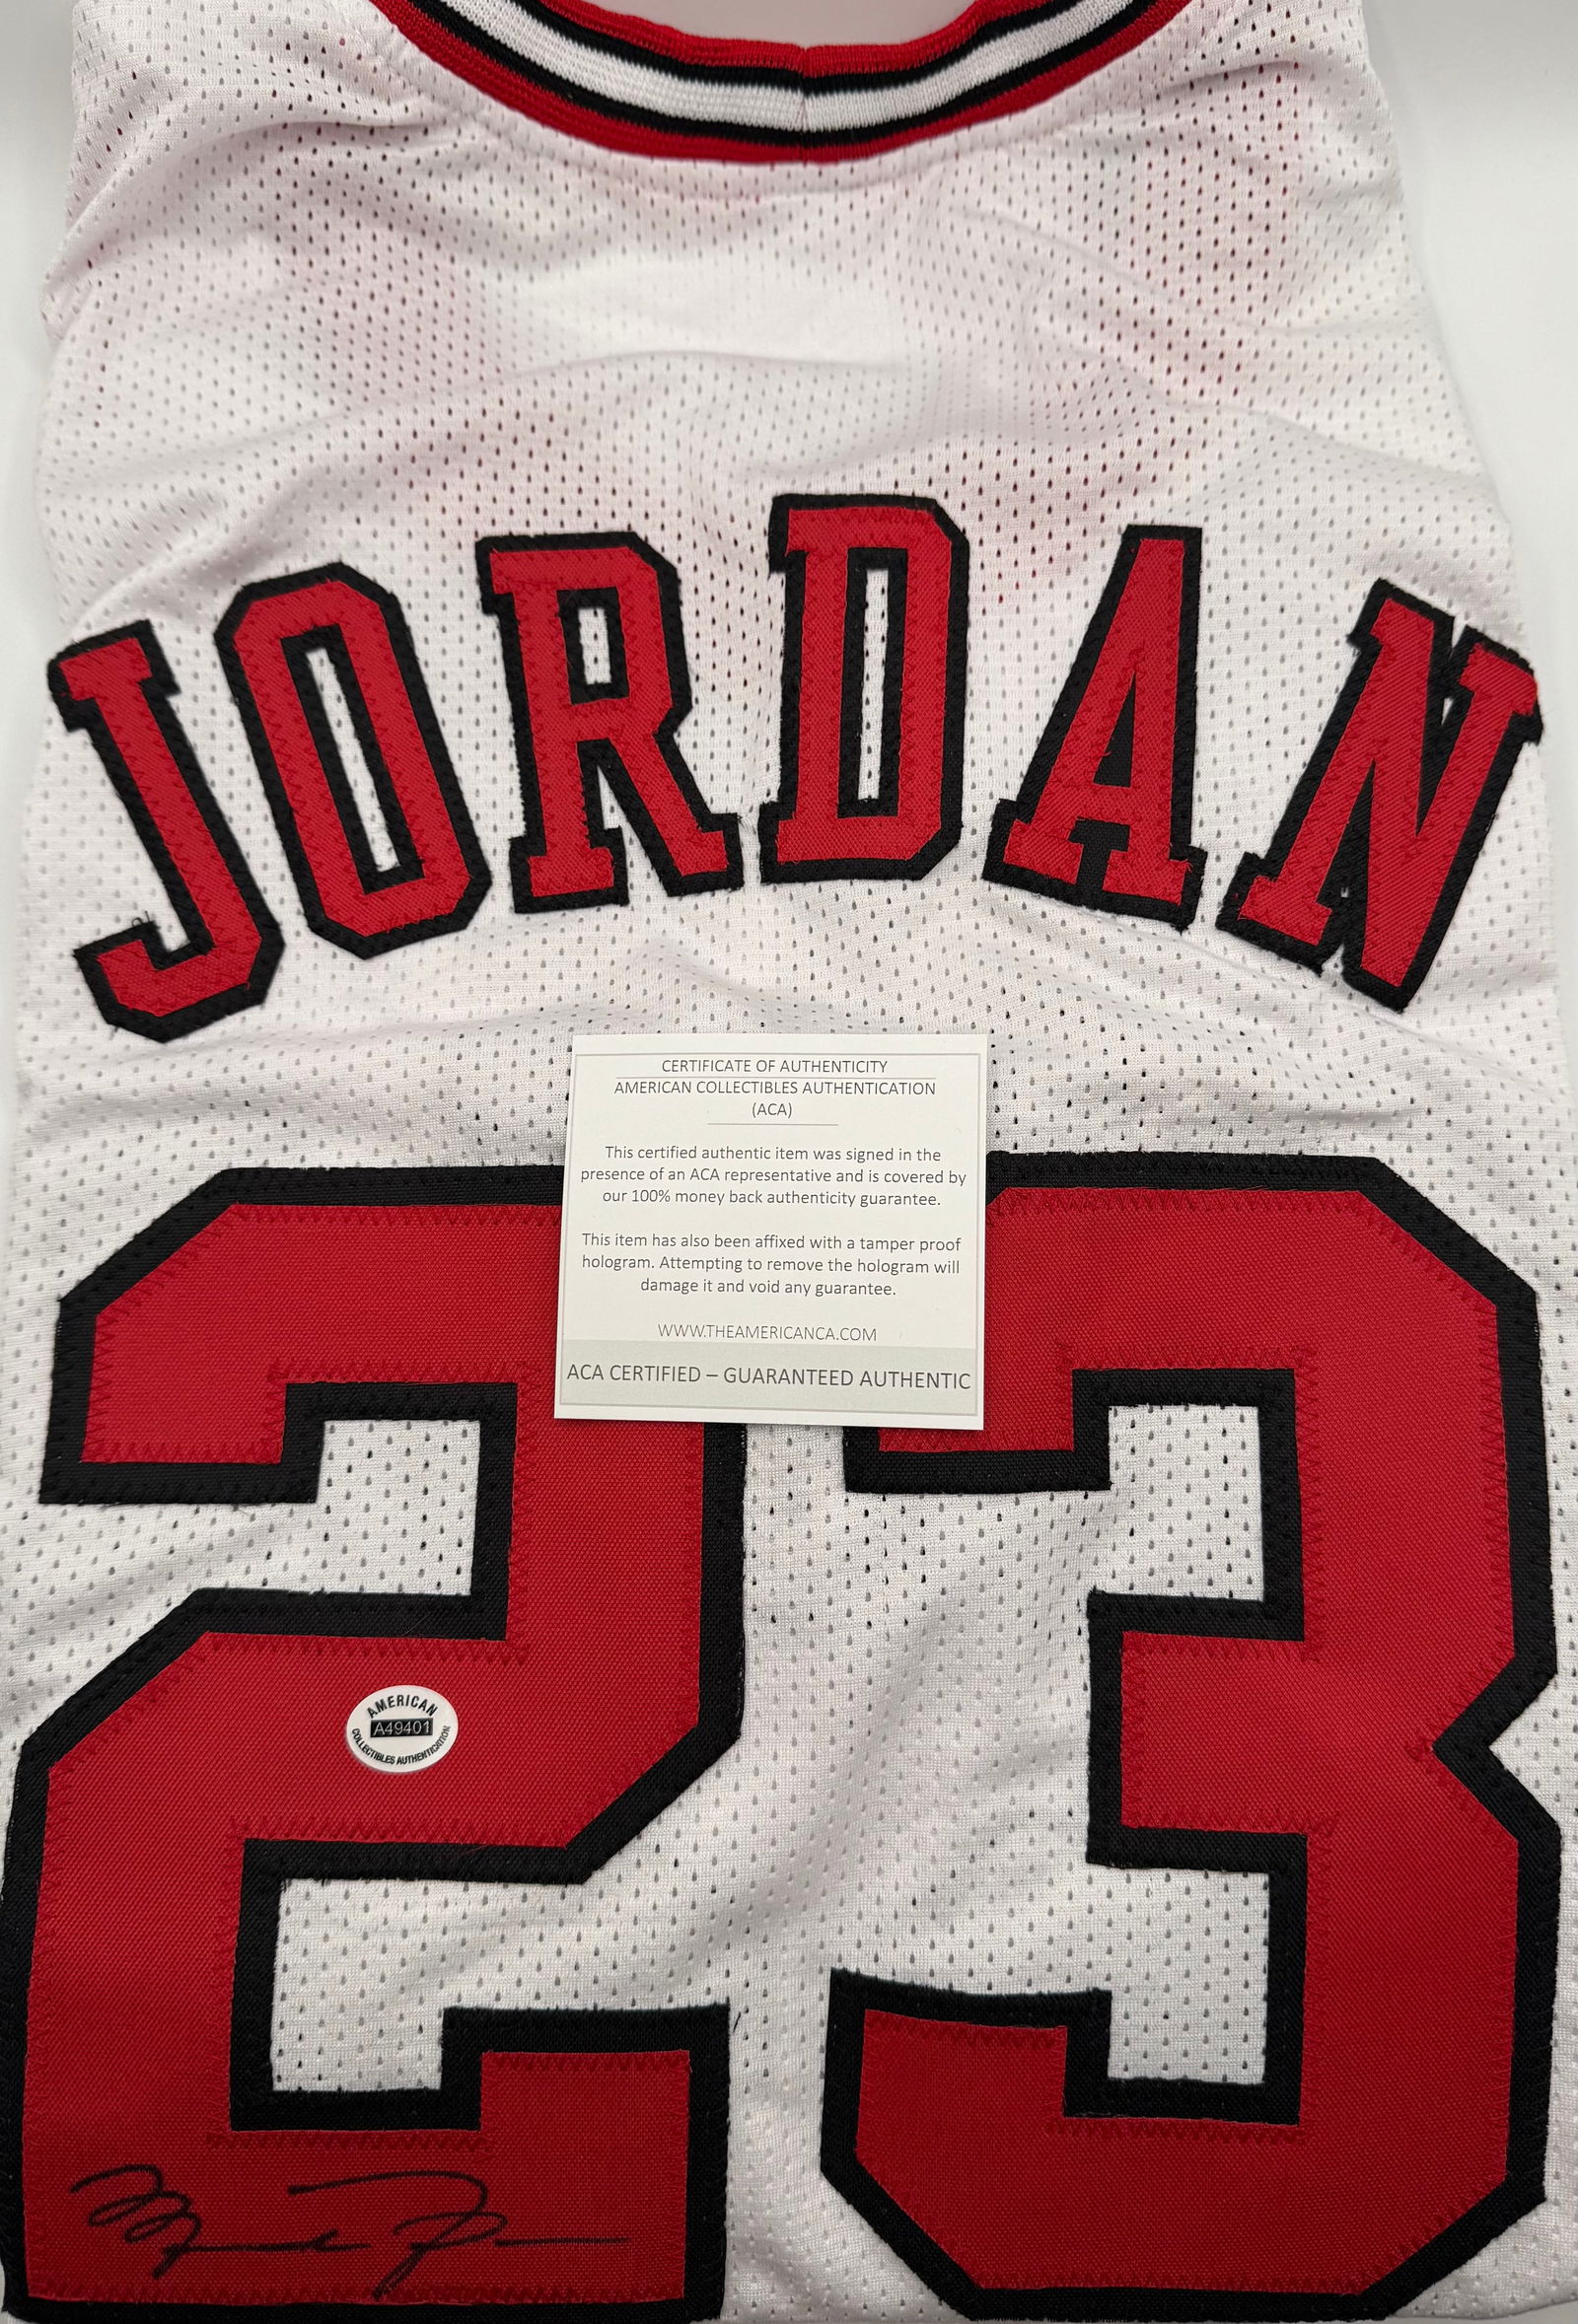 JORDAN
CERTIFICATE OF AUTHENTICITY
AMERICAN COLLECTIBLES AUTHENTICATION
(ACA)
This certified authentic item was signed in the
presence of an ACA representative and is covered by
our 100% money back authenticity guarantee.
This item has also been affixed with a tamper proof
hologram. Attempting to remove the hologram will
damage it and void any guarantee.
WWW.THEAMERICANCA.COM
ACA CERTIFIED – GUARANTEED AUTHENTIC
23
AMERICAN
A49401
COLLECTIBLES AUTHENTICATION